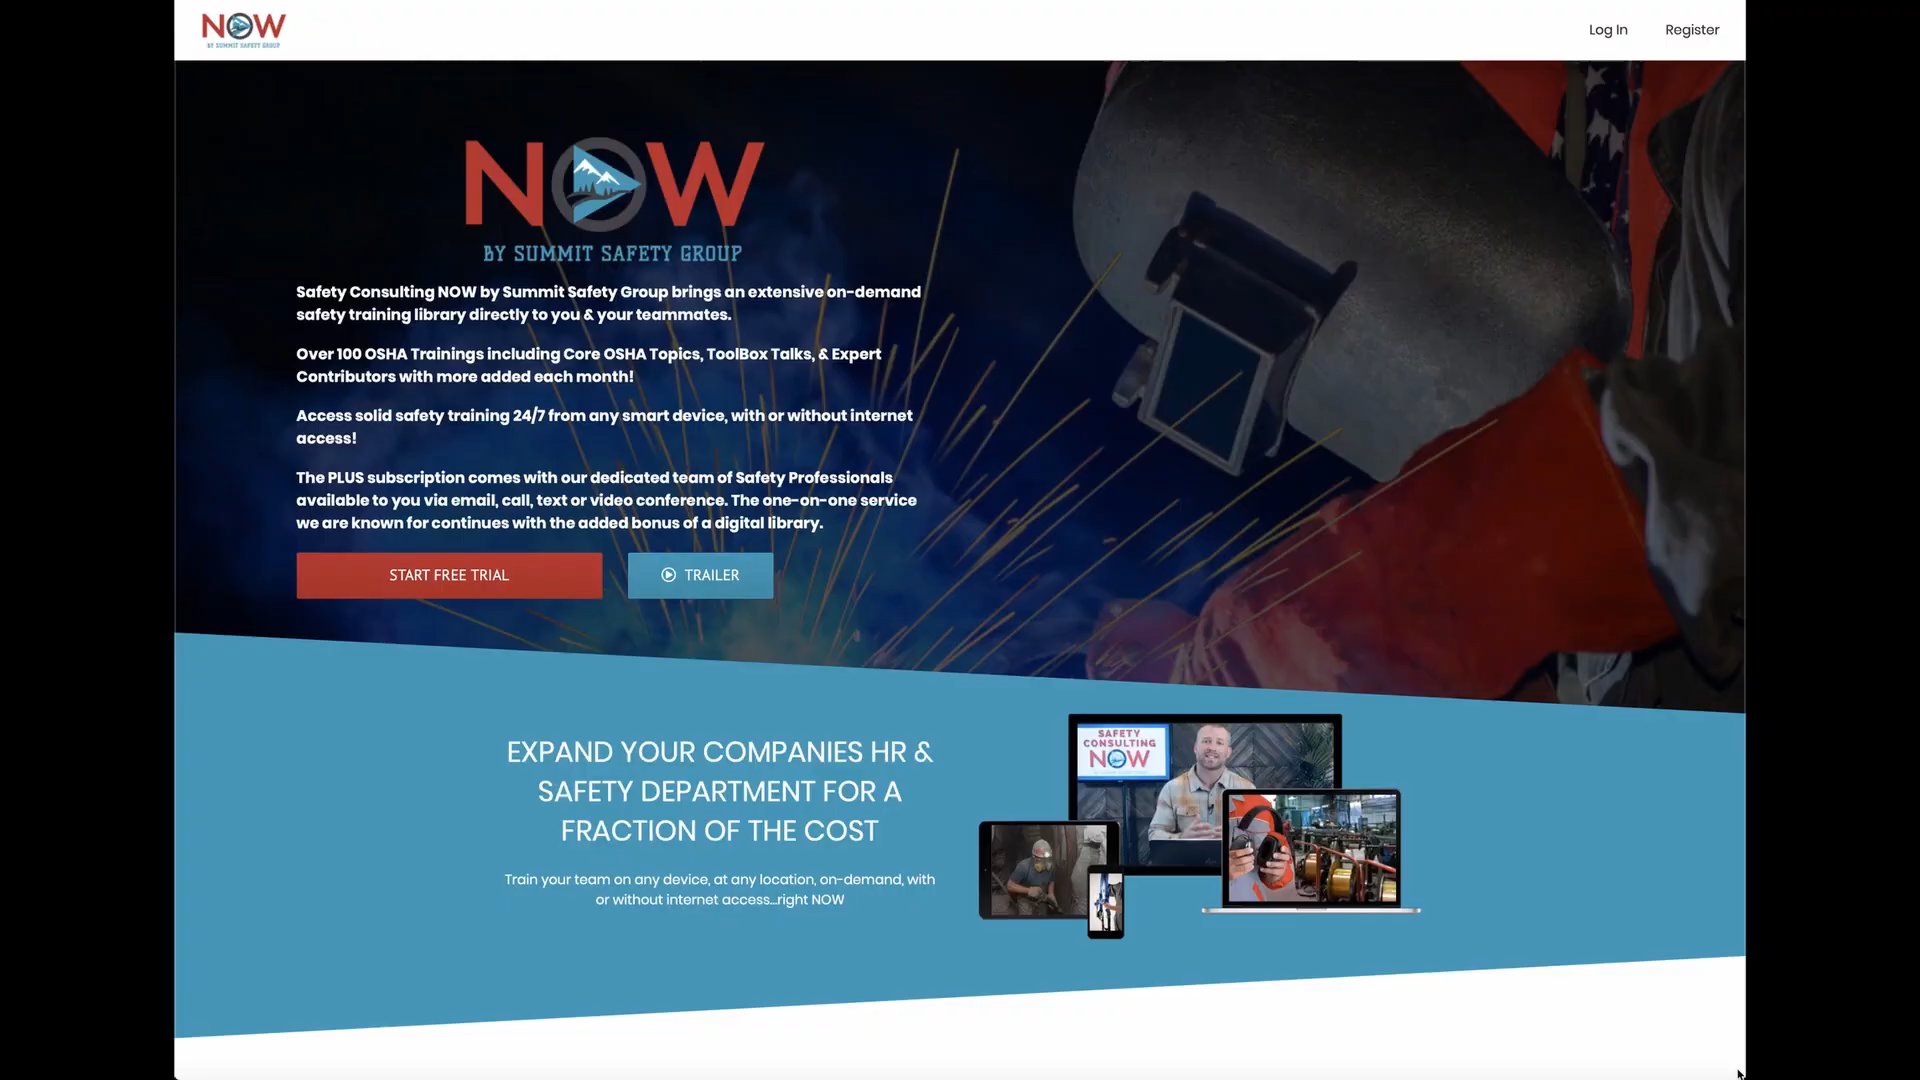 NOW
BY SUMMIT SAFETY GROUP
Log In
Register
NOW
BY SUMMIT SAFETY GROUP
Safety Consulting NOW by Summit Safety Group brings an extensive on-demand
safety training library directly to you & your teammates.
Over 100 OSHA Trainings including Core OSHA Topics, ToolBox Talks, & Expert
Contributors with more added each month!
Access solid safety training 24/7 from any smart device, with or without internet
access!
The PLUS subscription comes with our dedicated team of Safety Professionals
available to you via email, call, text or video conference. The one-on-one service
we are known for continues with the added bonus of a digital library.
START FREE TRIAL
TRAILER
EXPAND YOUR COMPANIES HR &
SAFETY DEPARTMENT FOR A
FRACTION OF THE COST
Train your team on any device, at any location, on-demand, with
or without internet access...right NOW
SAFETY
CONSULTING
NOW